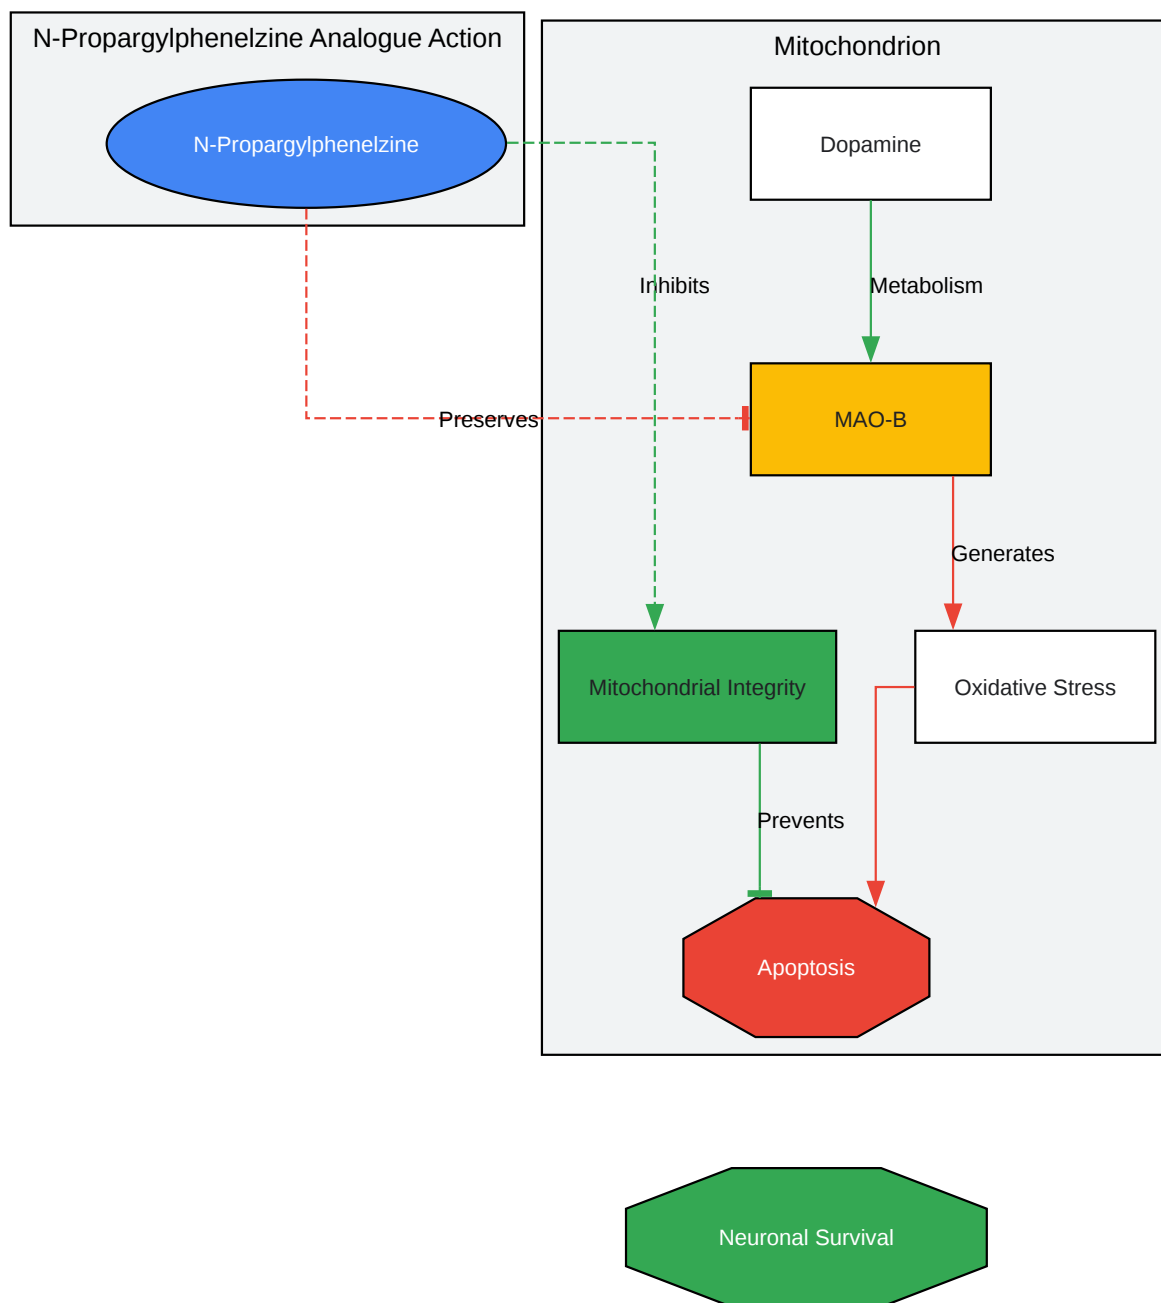 N-Propargylphenelzine Analogue Action
Mitochondrion
N-Propargylphenelzine
Dopamine
Inhibits
Metabolism
Preserves
MAO-B
Generates
Mitochondrial Integrity
Oxidative Stress
Prevents
Apoptosis
Neuronal Survival